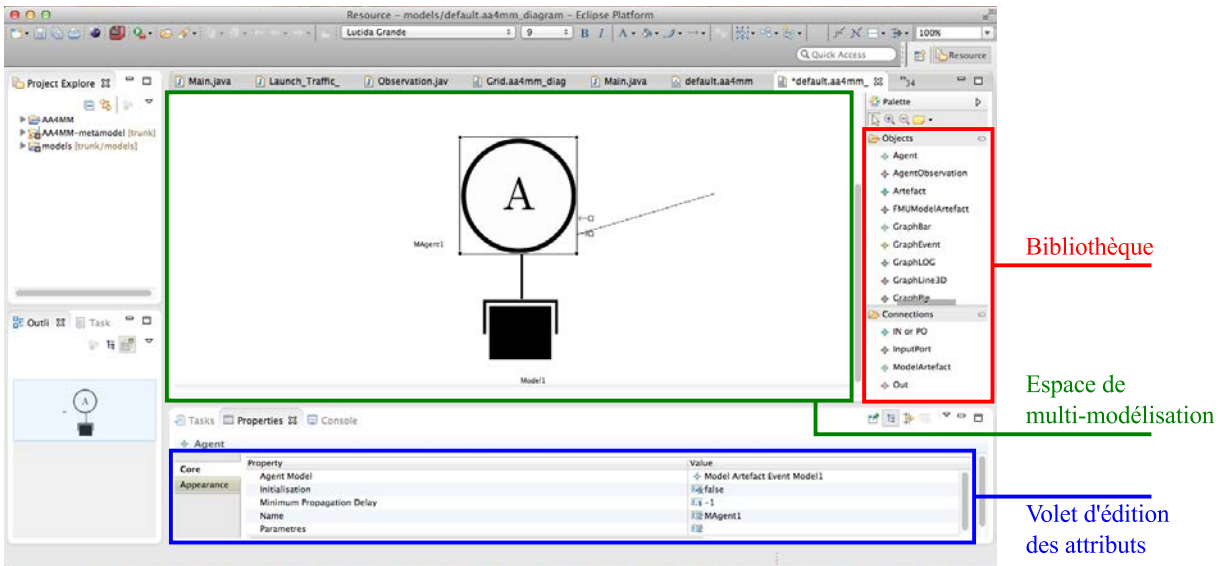 Resource – models/default.aa4mm_diagram – Eclipse Platform
Lucida Grande 9 B I A 100%
Quick Access Resource
Project Explore
Main.java Launch_Traffic_ Observation.jav Grid.aa4mm_diag Main.java default.aa4mm *default.aa4mm_ 34
Palette
AA4MM
AA4MM-metamodel [trunk]
models [trunk/models]
Objects
Agent
AgentObservation
Artefact
FMUModelArtefact
GraphBar
GraphEvent
GraphLOG
GraphLine3D
GraphPie
Connections
IN or PO
InputPort
ModelArtefact
Out
A
MAgent1
Model1
Bibliothèque
Espace de
multi-modélisation
Outli Task
A
Tasks Properties Console
Agent
Core
Appearance
Property Value
Agent Model Model Artefact Event Model1
Initialisation false
Minimum Propagation Delay -1
Name MAgent1
Parametres
Volet d'édition
des attributs